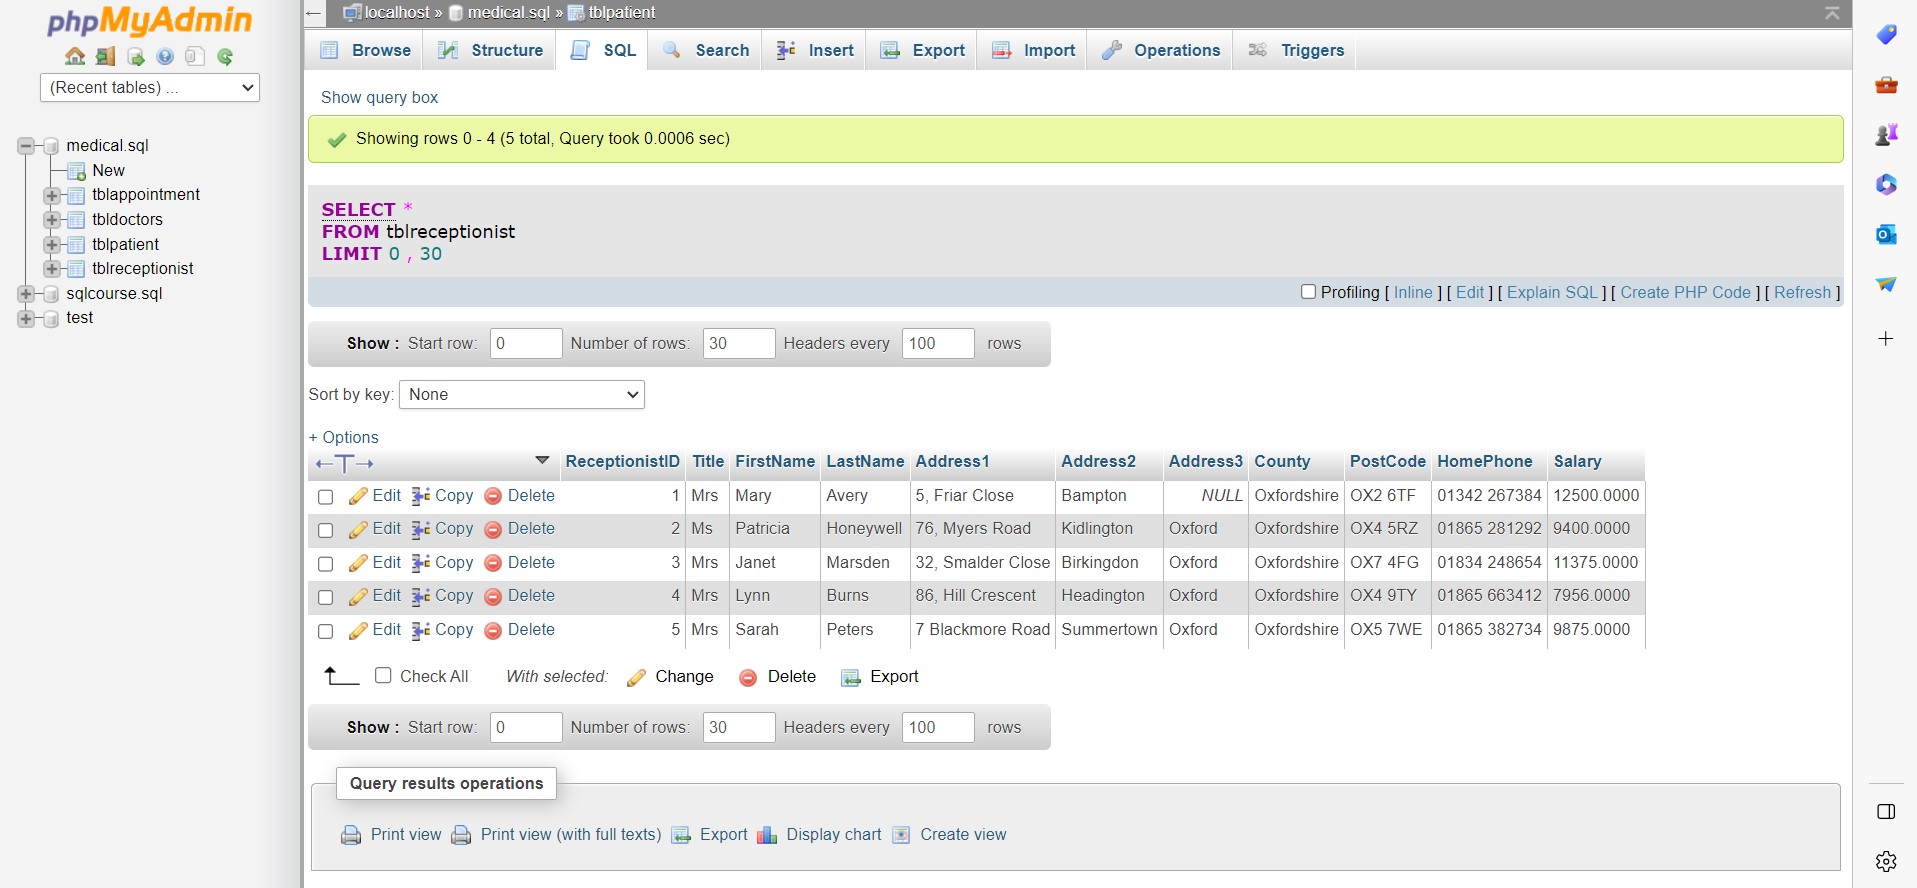 phpMyAdmin
(Recent tables) ...
medical.sql
New
tblappointment
tbldoctors
tblpatient
tblreceptionist
sqlcourse.sql
test
localhost » medical.sql » tblpatient
Browse Structure SQL Search Insert Export Import Operations Triggers
Show query box
Showing rows 0 - 4 (5 total, Query took 0.0006 sec)
SELECT *
FROM tblreceptionist
LIMIT 0 , 30
Profiling [ Inline ] [ Edit ] [ Explain SQL ] [ Create PHP Code ] [ Refresh ]
Show : Start row: 0 Number of rows: 30 Headers every 100 rows
Sort by key: None
+ Options
ReceptionistID Title FirstName LastName Address1 Address2 Address3 County PostCode HomePhone Salary
Edit Copy Delete 1 Mrs Mary Avery 5, Friar Close Bampton NULL Oxfordshire OX2 6TF 01342 267384 12500.0000
Edit Copy Delete 2 Ms Patricia Honeywell 76, Myers Road Kidlington Oxford Oxfordshire OX4 5RZ 01865 281292 9400.0000
Edit Copy Delete 3 Mrs Janet Marsden 32, Smalder Close Birkingdon Oxford Oxfordshire OX7 4FG 01834 248654 11375.0000
Edit Copy Delete 4 Mrs Lynn Burns 86, Hill Crescent Headington Oxford Oxfordshire OX4 9TY 01865 663412 7956.0000
Edit Copy Delete 5 Mrs Sarah Peters 7 Blackmore Road Summertown Oxford Oxfordshire OX5 7WE 01865 382734 9875.0000
Check All With selected: Change Delete Export
Show : Start row: 0 Number of rows: 30 Headers every 100 rows
Query results operations
Print view Print view (with full texts) Export Display chart Create view